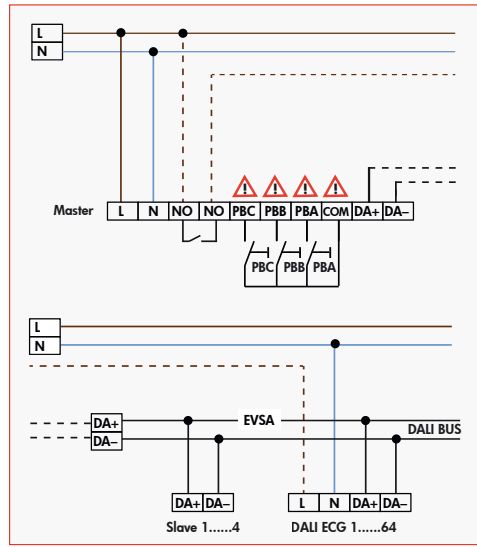 L
N
Master L N NO NO PBC PBB PBA COM DA+ DA–
PBC PBB PBA
L
N
DA+ EVSA
DALI BUS
DA–
DA+ DA– L N DA+ DA–
Slave 1......4 DALI ECG 1......64